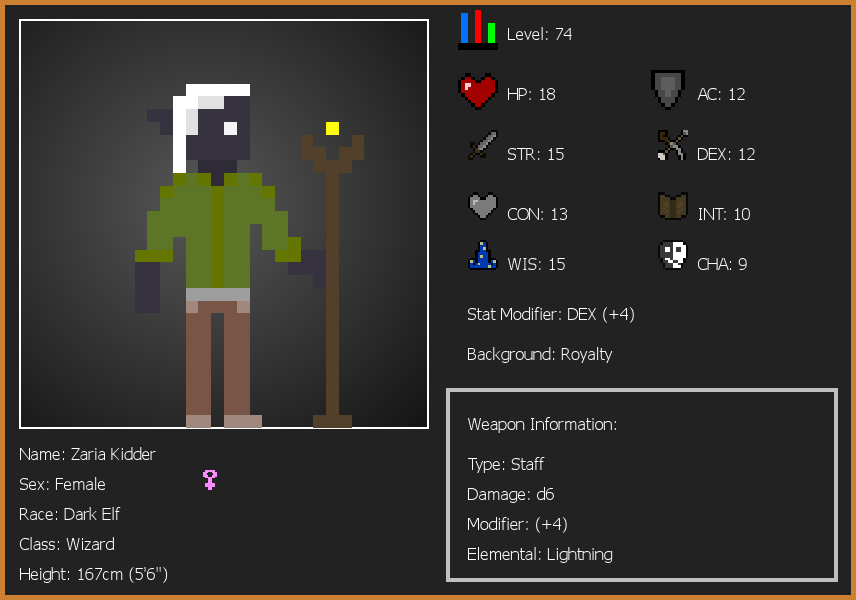 Level: 74
HP: 18
AC: 12
STR: 15
DEX: 12
CON: 13
INT: 10
WIS: 15
CHA: 9
Stat Modifier: DEX (+4)
Background: Royalty
Weapon Information:
Type: Staff
Damage: d6
Modifier: (+4)
Elemental: Lightning
Name: Zaria Kidder
Sex: Female
Race: Dark Elf
Class: Wizard
Height: 167cm (5'6")